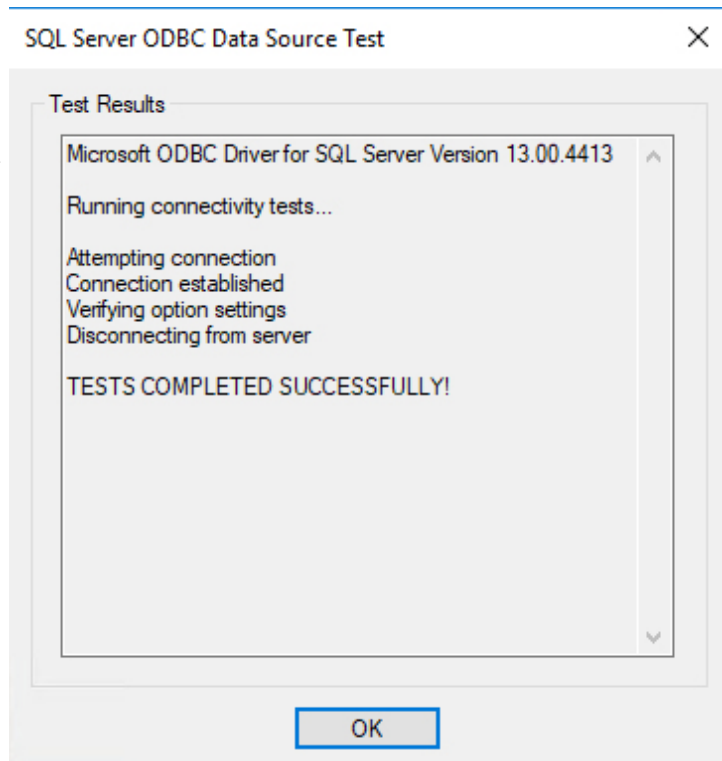 SQL Server ODBC Data Source Test
Test Results
Microsoft ODBC Driver for SQL Server Version 13.00.4413
Running connectivity tests...
Attempting connection
Connection established
Verifying option settings
Disconnecting from server
TESTS COMPLETED SUCCESSFULLY!
OK